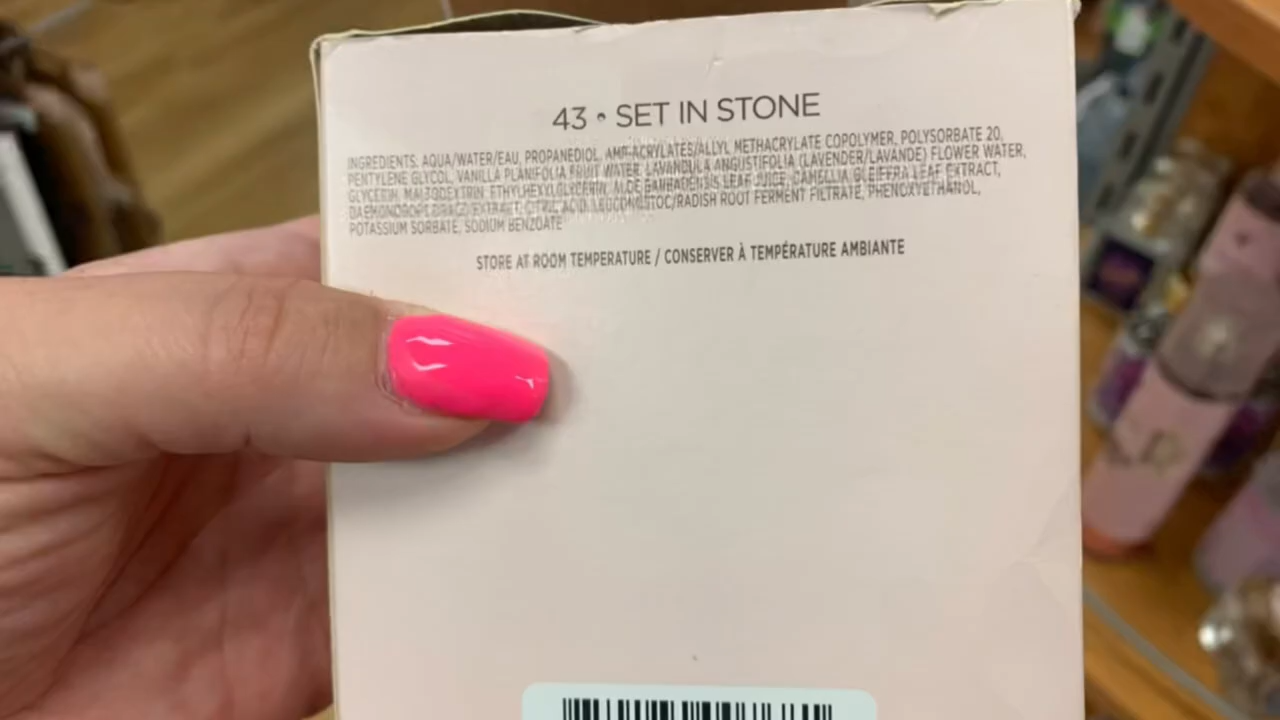 43 • SET IN STONE
INGREDIENTS: AQUA/WATER/EAU, PROPANEDIOL, AMP-ACRYLATES/ALLYL METHACRYLATE COPOLYMER, POLYSORBATE 20,
PENTYLENE GLYCOL, VANILLA PLANIFOLIA FRUIT WATER, LAVANDULA ANGUSTIFOLIA (LAVENDER/LAVANDE) FLOWER WATER,
GLYCERIN, MALTODEXTRIN, ETHYLHEXYLGLYCERIN, ALOE BARBADENSIS LEAF JUICE, CAMELLIA OLEIFERA LEAF EXTRACT,
EXTRACT, CITRIC ACID, LEUCONOSTOC/RADISH ROOT FERMENT FILTRATE, PHENOXYETHANOL,
POTASSIUM SORBATE, SODIUM BENZOATE
STORE AT ROOM TEMPERATURE / CONSERVER À TEMPÉRATURE AMBIANTE